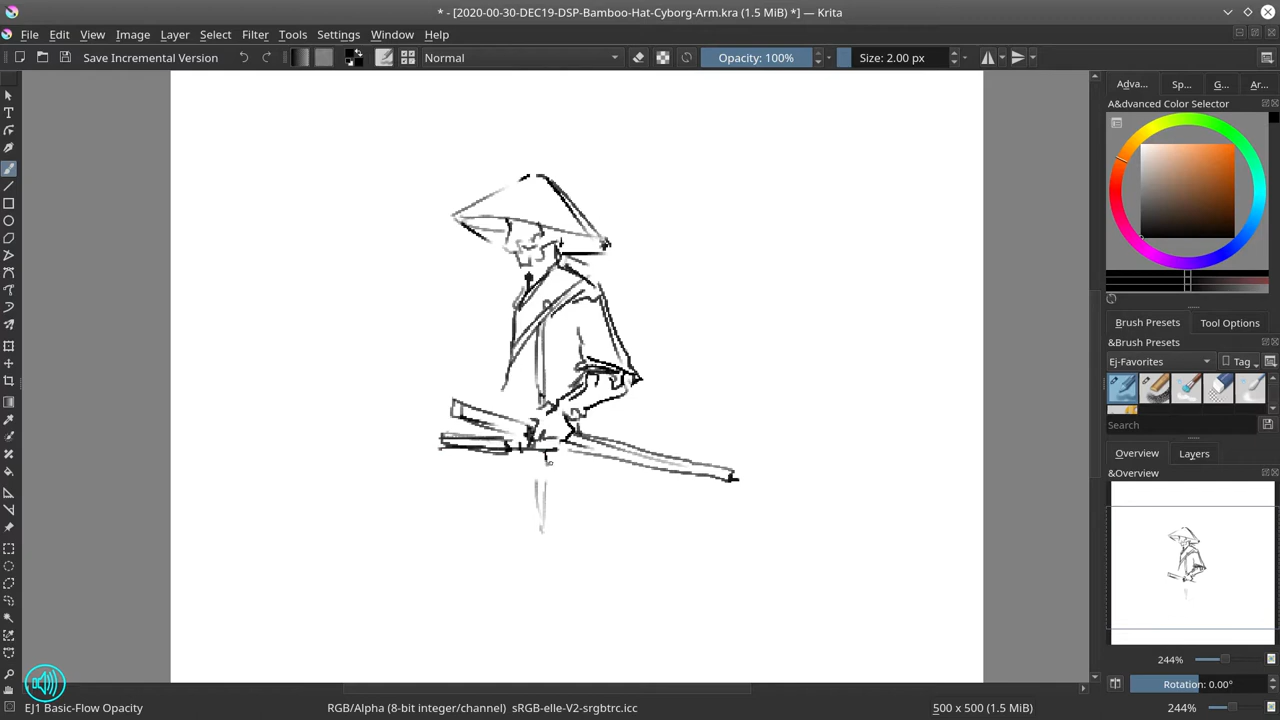 * - [2020-00-30-DEC19-DSP-Bamboo-Hat-Cyborg-Arm.kra (1.5 MiB) *] — Krita
File Edit View Image Layer Select Filter Tools Settings Window Help
Save Incremental Version Normal Opacity: 100% Size: 2.00 px
Adva... Sp... G... Ar...
A&dvanced Color Selector
Brush Presets Tool Options
&Brush Presets
Ej-Favorites Tag
Search
Overview Layers
&Overview
244%
Rotation: 0.00°
EJ1 Basic-Flow Opacity RGB/Alpha (8-bit integer/channel) sRGB-elle-V2-srgbtrc.icc 500 x 500 (1.5 MiB) 244%